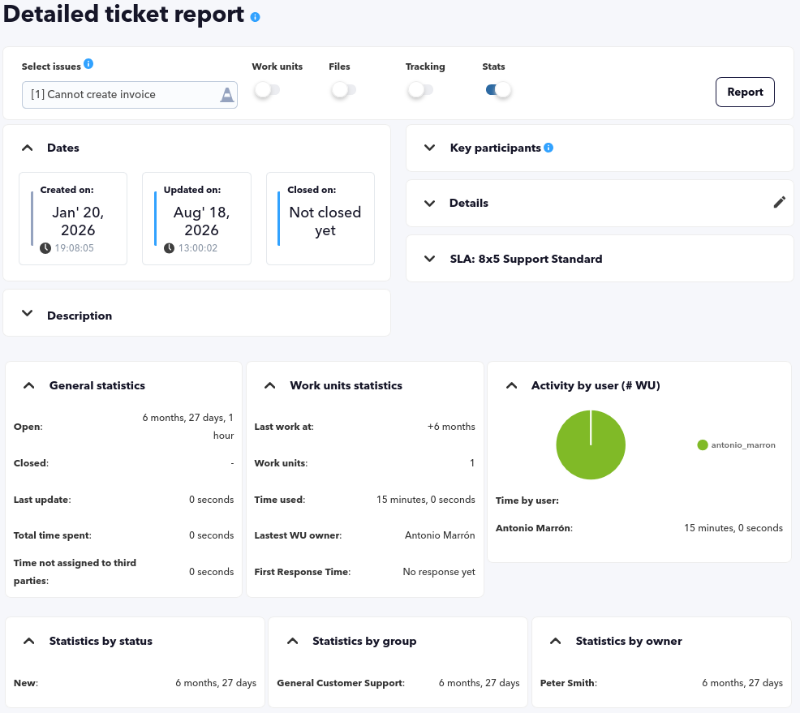 Detailed ticket report
Select issues
Work units
Files
Tracking
Stats
[1] Cannot create invoice
Report
Dates
Created on:
Jan' 20,
2026
19:08:05
Updated on:
Aug' 18,
2026
13:00:02
Closed on:
Not closed
yet
Key participants
Details
SLA: 8x5 Support Standard
Description
General statistics
Open:
6 months, 27 days, 1
hour
Closed:
-
Last update:
0 seconds
Total time spent:
0 seconds
Time not assigned to third
parties:
0 seconds
Work units statistics
Last work at:
+6 months
Work units:
1
Time used:
15 minutes, 0 seconds
Lastest WU owner:
Antonio Marrón
First Response Time:
No response yet
Activity by user (# WU)
antonio_marron
Time by user:
Antonio Marrón:
15 minutes, 0 seconds
Statistics by status
New:
6 months, 27 days
Statistics by group
General Customer Support:
6 months, 27 days
Statistics by owner
Peter Smith:
6 months, 27 days